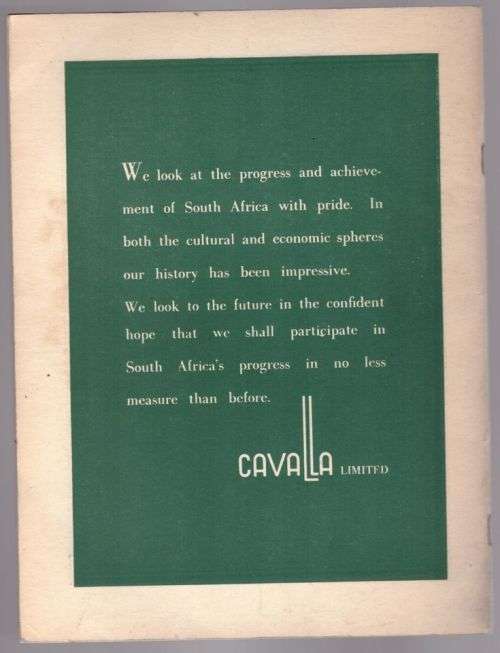 We look at the progress and achieve-
ment of South Africa with pride. In
both the cultural and economic spheres
our history has been impressive.
We look to the future in the confident
hope that we shall participate in
South Africa's progress in no less
measure than before.
CAVALLA LIMITED